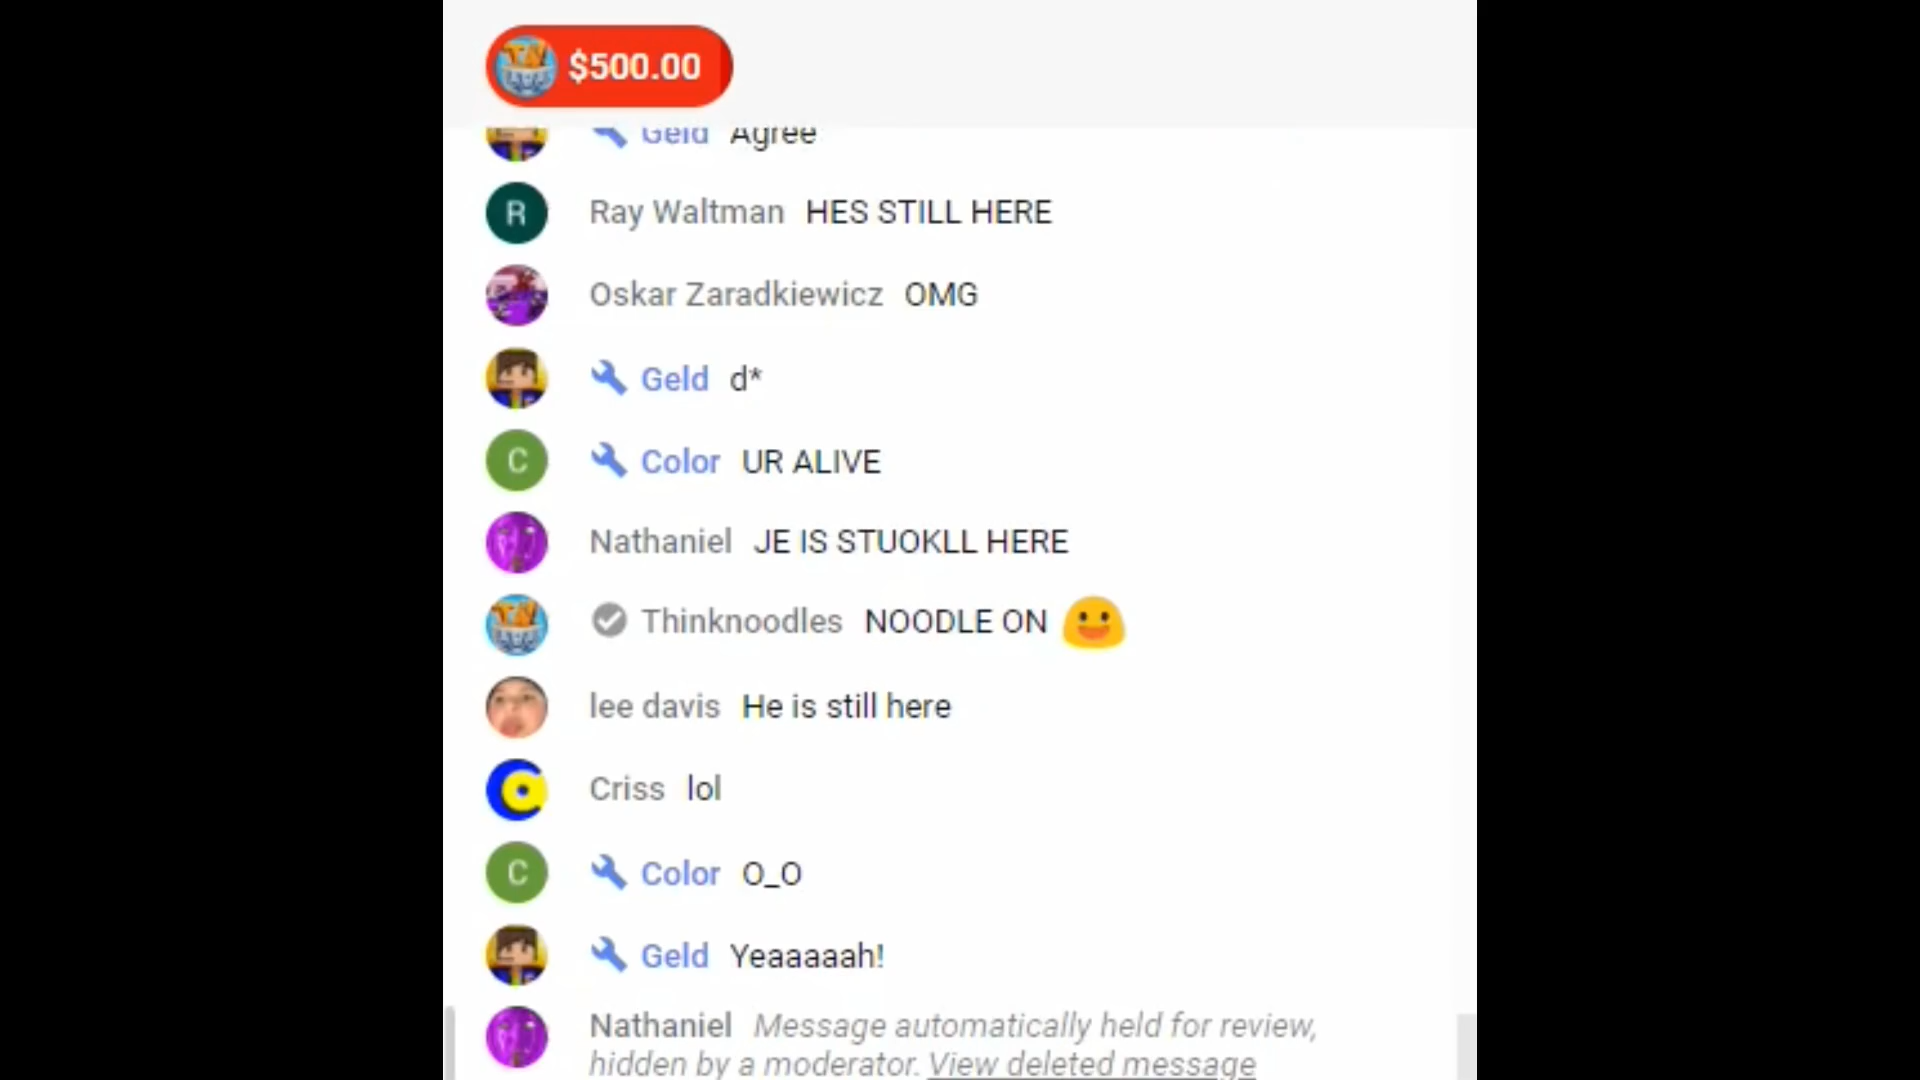 $500.00
Geld Agree
R Ray Waltman HES STILL HERE
Oskar Zaradkiewicz OMG
Geld d*
C Color UR ALIVE
Nathaniel JE IS STUOKLL HERE
Thinknoodles NOODLE ON
lee davis He is still here
Criss lol
C Color O_O
Geld Yeaaaaah!
Nathaniel Message automatically held for review,
hidden by a moderator. View deleted message